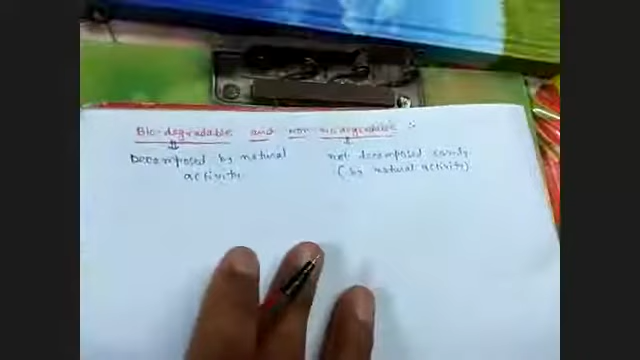 Bio-degradable and non biodegradable :
Decomposed by natural activity
not decomposed easily (by natural activity)